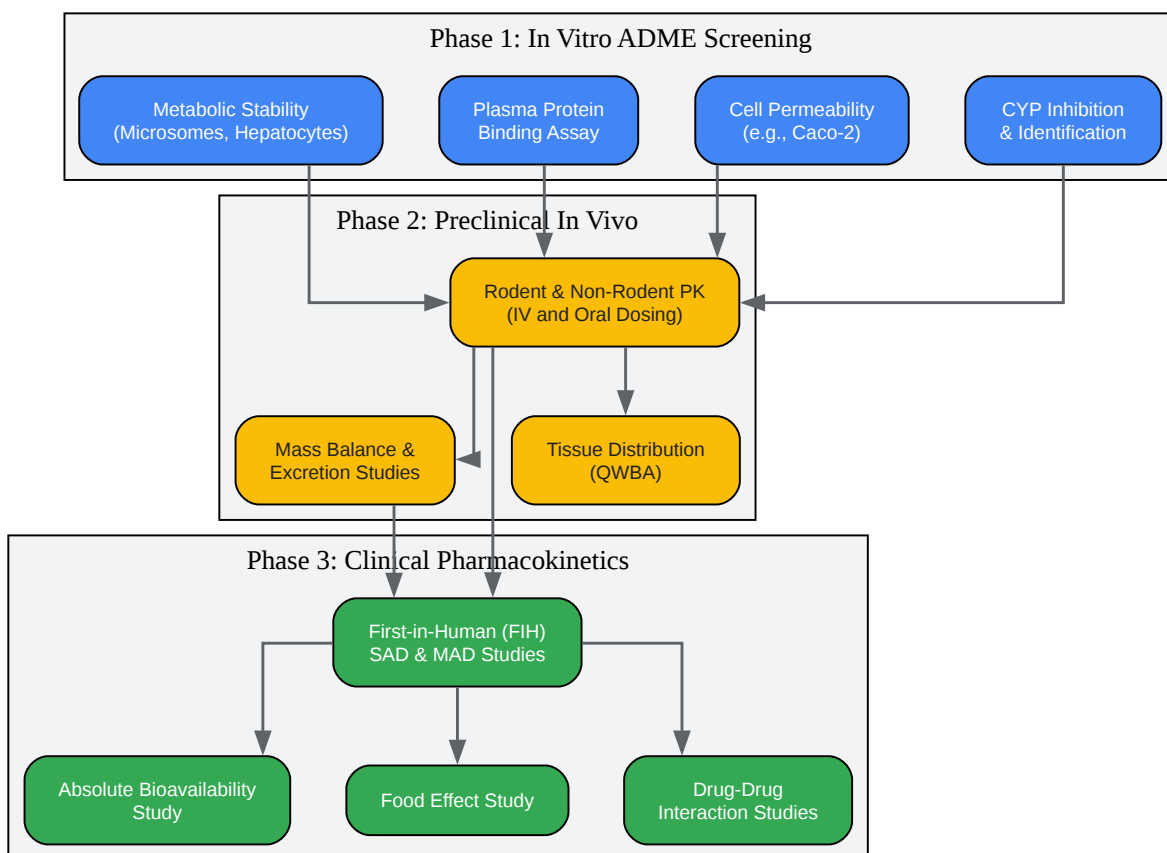 Phase 1: In Vitro ADME Screening
Metabolic Stability
(Microsomes, Hepatocytes)
Plasma Protein
Binding Assay
Cell Permeability
(e.g., Caco-2)
CYP Inhibition
& Identification
Phase 2: Preclinical In Vivo
Rodent & Non-Rodent PK
(IV and Oral Dosing)
Mass Balance &
Excretion Studies
Tissue Distribution
(QWBA)
Phase 3: Clinical Pharmacokinetics
First-in-Human (FIH)
SAD & MAD Studies
Absolute Bioavailability
Study
Food Effect Study
Drug-Drug
Interaction Studies